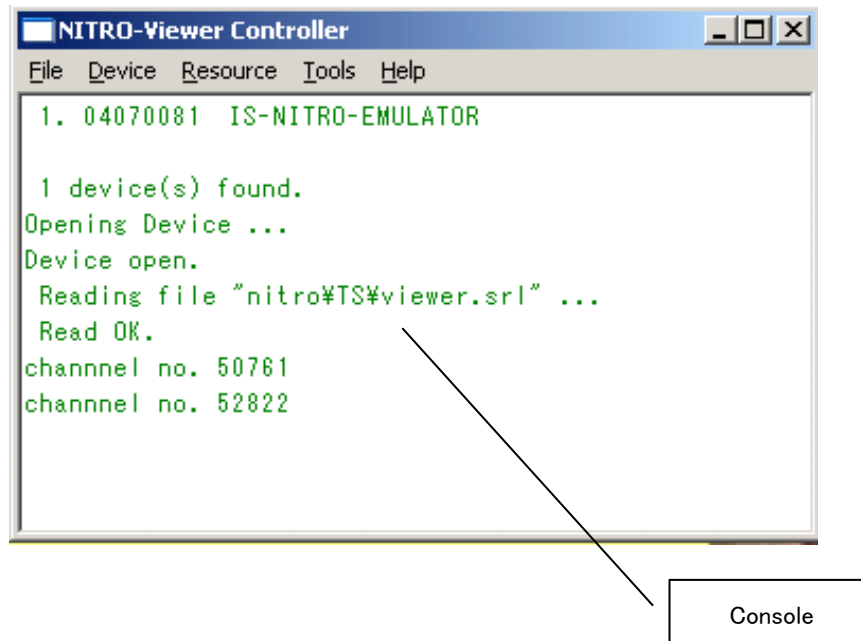 NITRO-Viewer Controller
File Device Resource Tools Help
1. 04070081 IS-NITRO-EMULATOR
1 device(s) found.
Opening Device ...
Device open.
Reading file "nitro¥TS¥viewer.srl" ...
Read OK.
channnel no. 50761
channnel no. 52822
Console